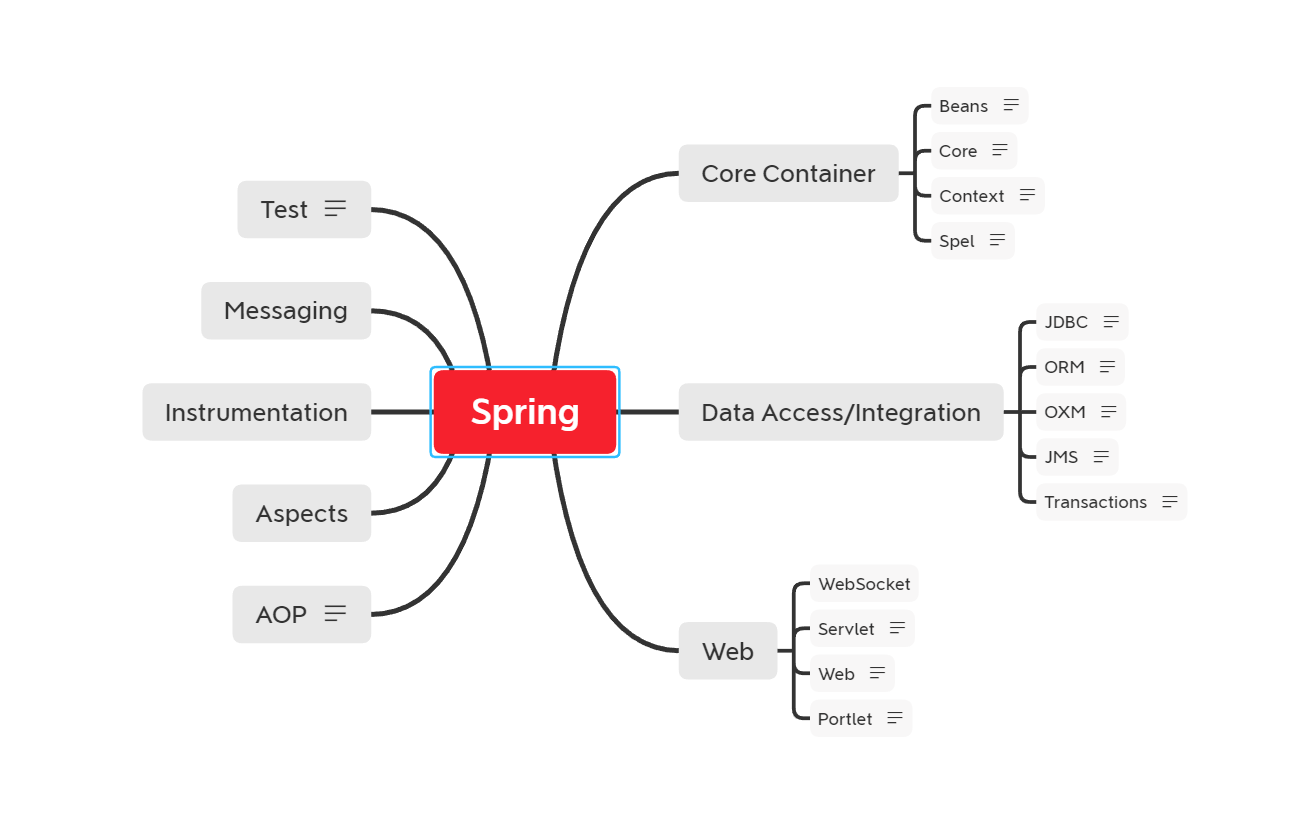 Spring
Core Container
Beans
Core
Context
Spel
Data Access/Integration
JDBC
ORM
OXM
JMS
Transactions
Web
WebSocket
Servlet
Web
Portlet
Test
Messaging
Instrumentation
Aspects
AOP